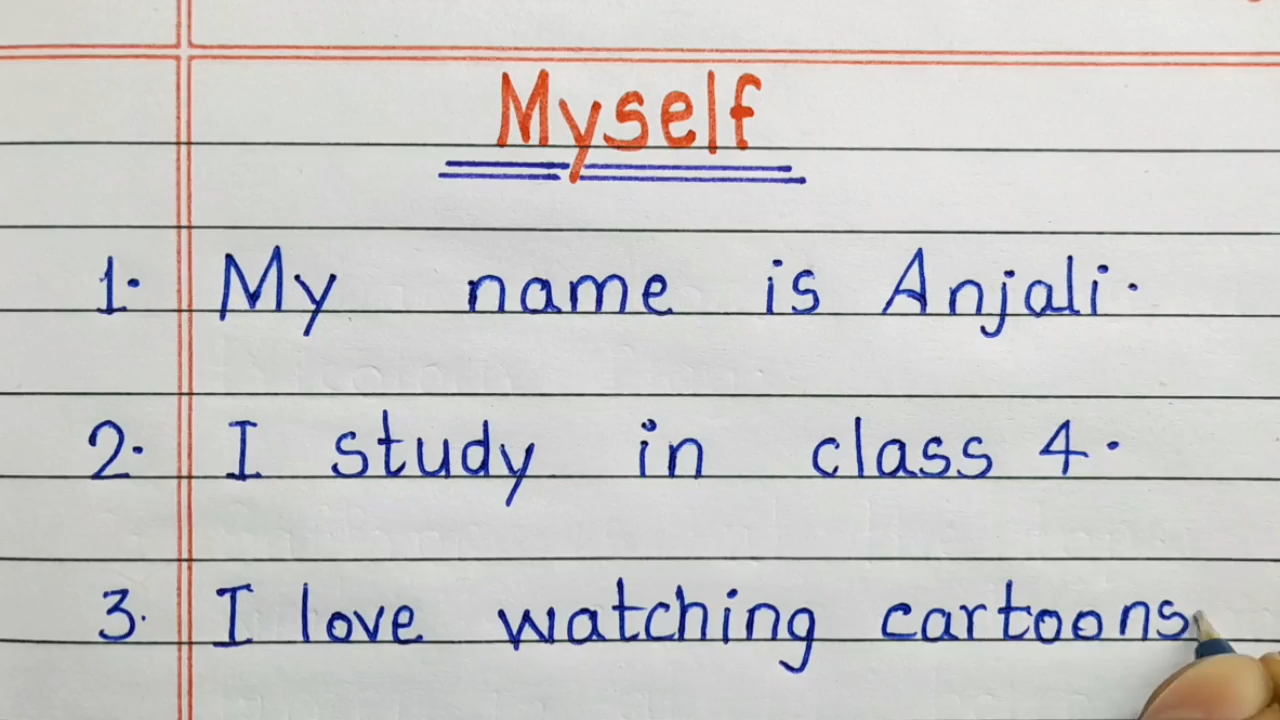 Myself
1. My name is Anjali.
2. I study in class 4.
3. I love watching cartoons